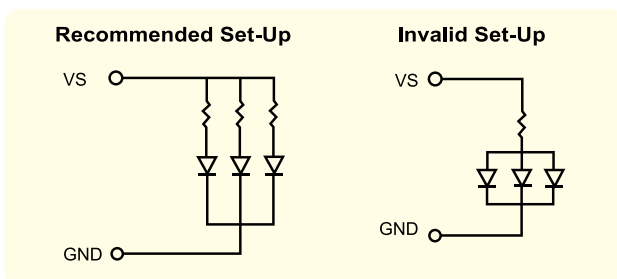 Recommended Set-Up
VS
GND
Invalid Set-Up
VS
GND